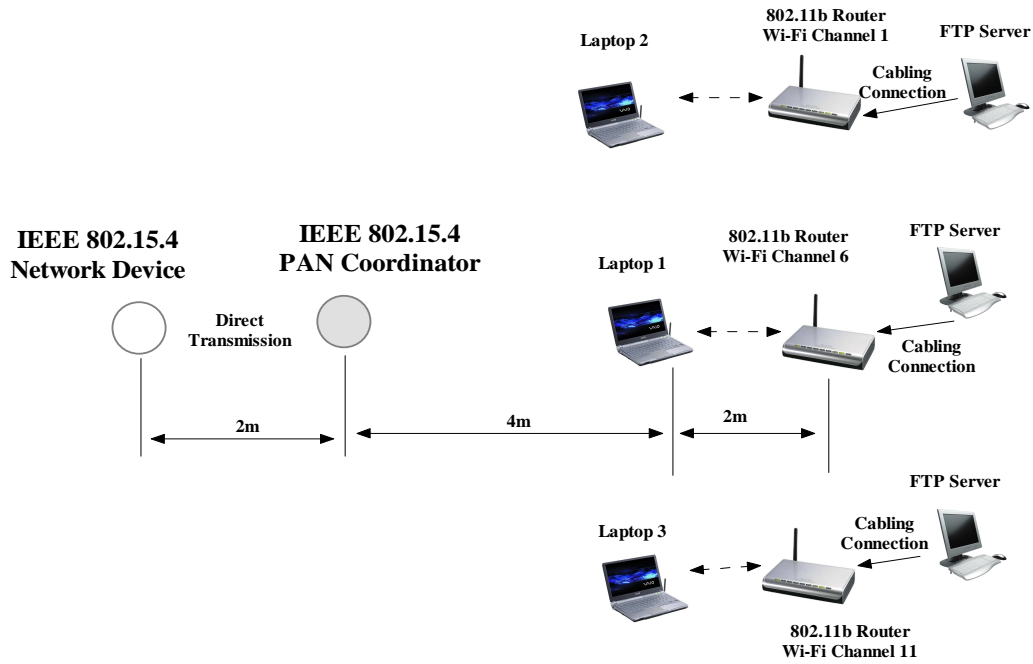 802.11b Router
Wi-Fi Channel 1
FTP Server
Laptop 2
Cabling
Connection
IEEE 802.15.4
Network Device
IEEE 802.15.4
PAN Coordinator
Direct
Transmission
Laptop 1
802.11b Router
Wi-Fi Channel 6
FTP Server
Cabling
Connection
2m
4m
2m
FTP Server
Laptop 3
Cabling
Connection
802.11b Router
Wi-Fi Channel 11